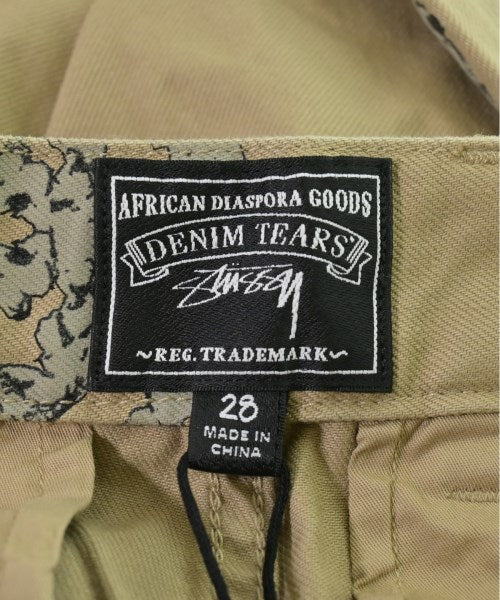 AFRICAN DIASPORA GOODS
DENIM TEARS
Stüssy
~REG. TRADEMARK~
28
MADE IN
CHINA